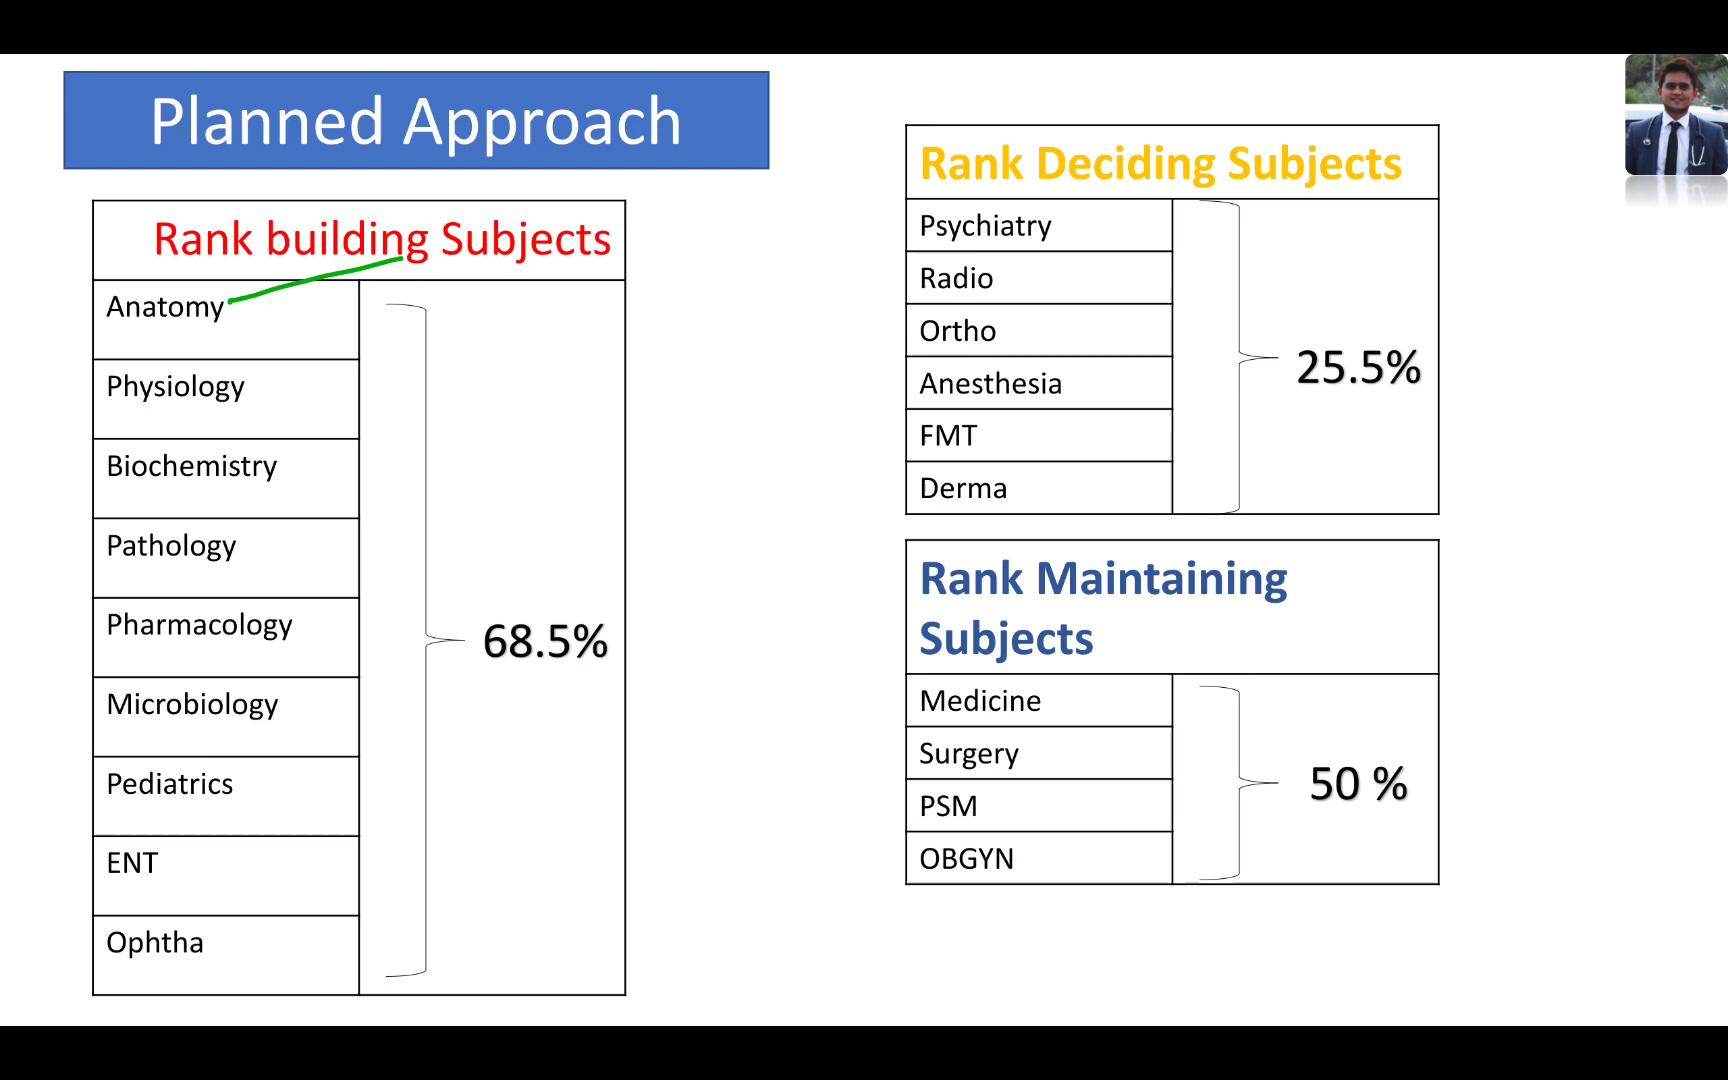 Planned Approach
Rank building Subjects
Anatomy
Physiology
Biochemistry
Pathology
Pharmacology
Microbiology
Pediatrics
ENT
Ophtha
68.5%
Rank Deciding Subjects
Psychiatry
Radio
Ortho
Anesthesia
FMT
Derma
25.5%
Rank Maintaining
Subjects
Medicine
Surgery
PSM
OBGYN
50 %